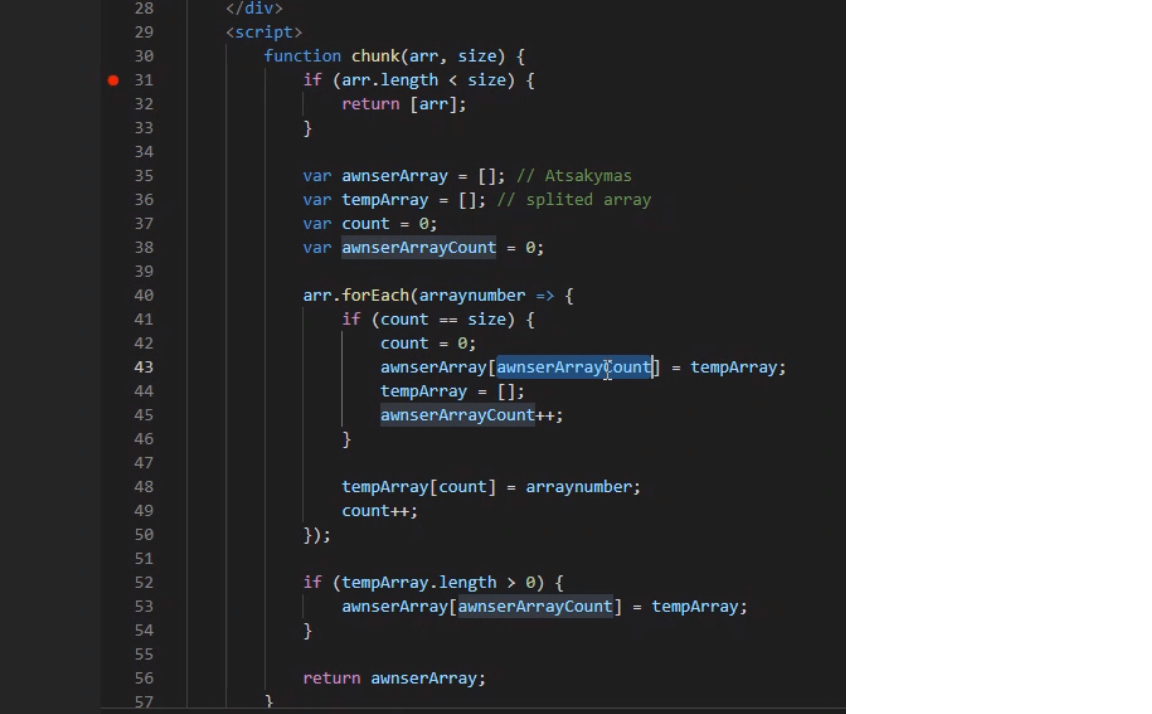 28 </div>
29 <script>
30 function chunk(arr, size) {
31 if (arr.length < size) {
32 return [arr];
33 }
34
35 var awnserArray = []; // Atsakymas
36 var tempArray = []; // splited array
37 var count = 0;
38 var awnserArrayCount = 0;
39
40 arr.forEach(arraynumber => {
41 if (count == size) {
42 count = 0;
43 awnserArray[awnserArrayCount] = tempArray;
44 tempArray = [];
45 awnserArrayCount++;
46 }
47
48 tempArray[count] = arraynumber;
49 count++;
50 });
51
52 if (tempArray.length > 0) {
53 awnserArray[awnserArrayCount] = tempArray;
54 }
55
56 return awnserArray;
57 }